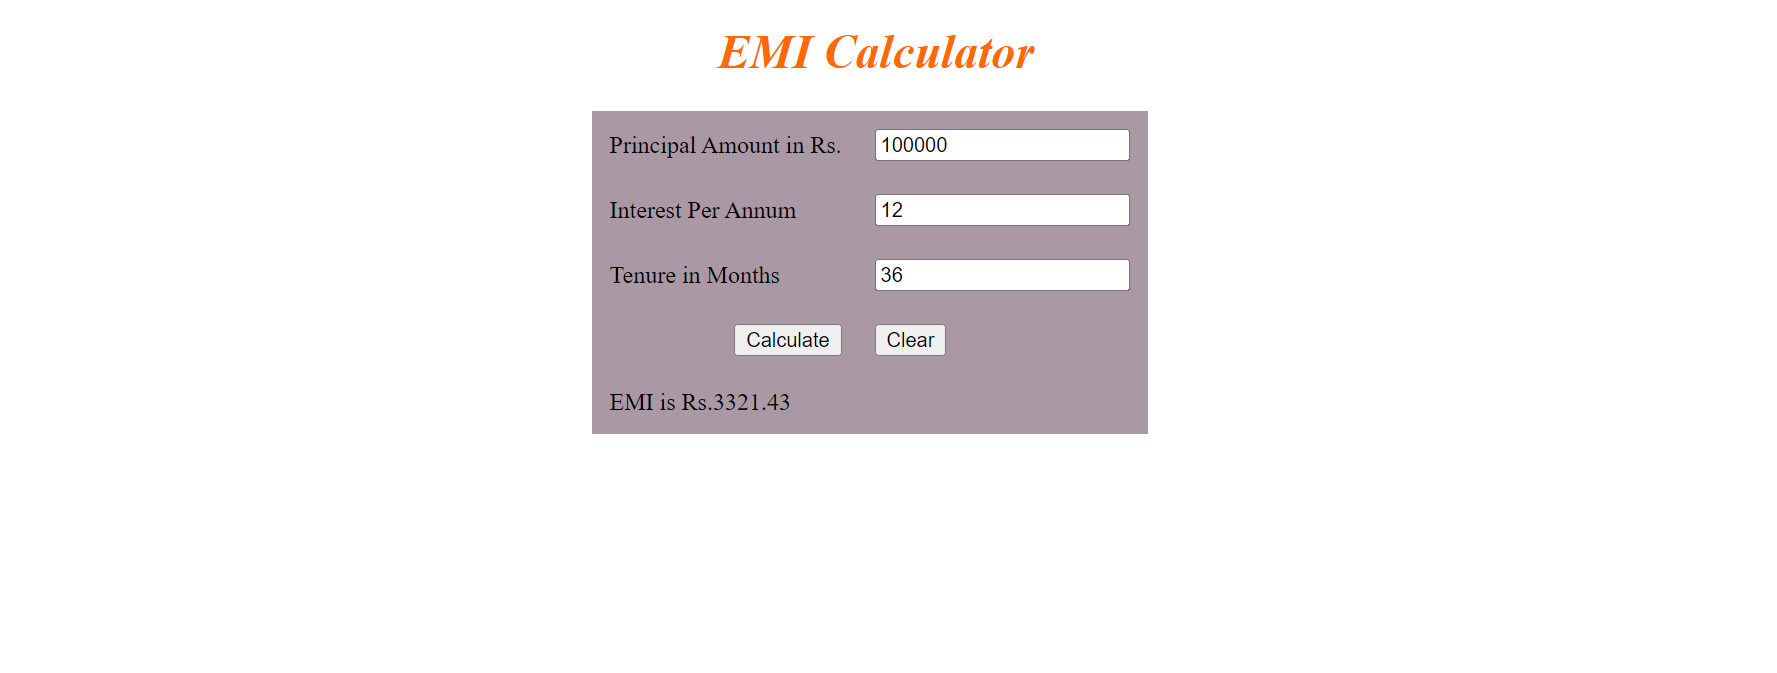 EMI Calculator
Principal Amount in Rs. 100000
Interest Per Annum 12
Tenure in Months 36
Calculate Clear
EMI is Rs.3321.43